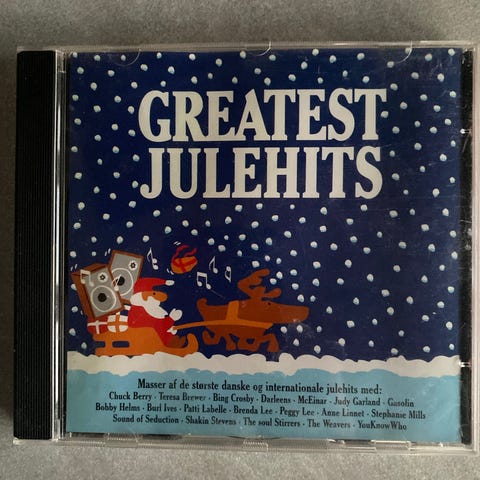 GREATEST
JULEHITS
Masser af de største danske og internationale julehits med:
Chuck Berry · Teresa Brewer · Bing Crosby · Darleens · McEinar · Judy Garland · Gasolin
Bobby Helms · Burl Ives · Patti Labelle · Brenda Lee · Peggy Lee · Anne Linnet · Stephanie Mills
Sound of Seduction · Shakin Stevens · The soul Stirrers · The Weavers · YouKnowWho